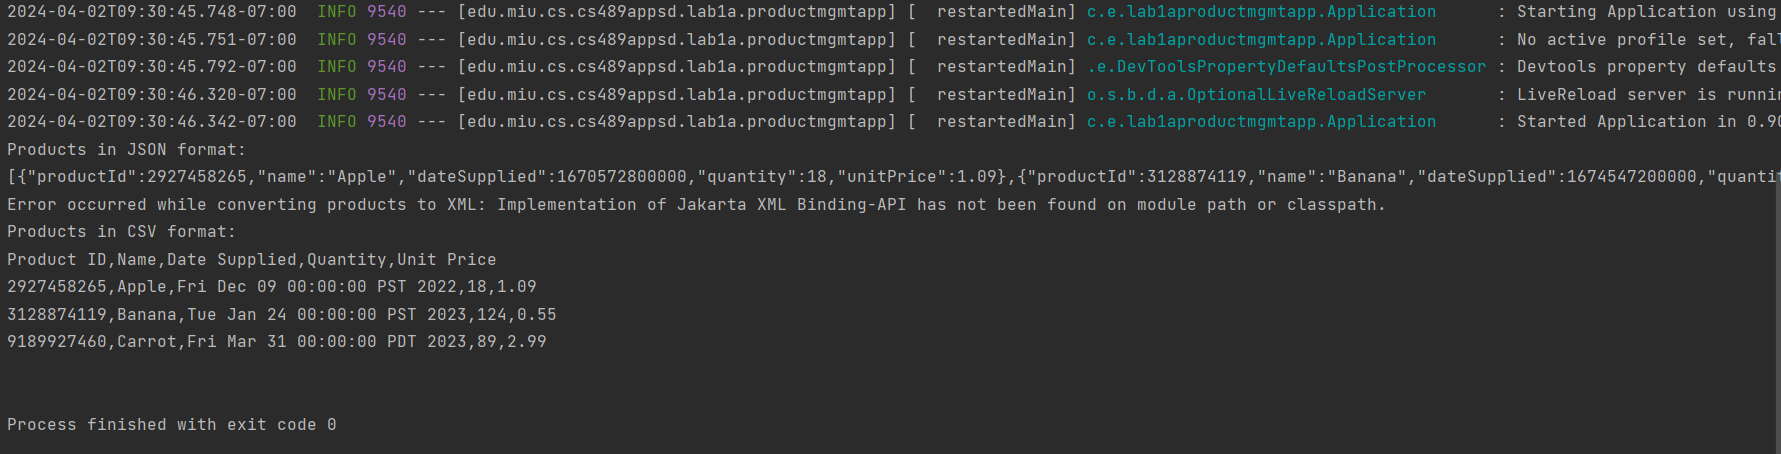 2024-04-02T09:30:45.748-07:00  INFO 9540 --- [edu.miu.cs.cs489appsd.lab1a.productmgmtapp] [  restartedMain] c.e.lab1aproductmgmtapp.Application      : Starting Application using
2024-04-02T09:30:45.751-07:00  INFO 9540 --- [edu.miu.cs.cs489appsd.lab1a.productmgmtapp] [  restartedMain] c.e.lab1aproductmgmtapp.Application      : No active profile set, fall
2024-04-02T09:30:45.792-07:00  INFO 9540 --- [edu.miu.cs.cs489appsd.lab1a.productmgmtapp] [  restartedMain] .e.DevToolsPropertyDefaultsPostProcessor : Devtools property defaults
2024-04-02T09:30:46.320-07:00  INFO 9540 --- [edu.miu.cs.cs489appsd.lab1a.productmgmtapp] [  restartedMain] o.s.b.d.a.OptionalLiveReloadServer       : LiveReload server is runnin
2024-04-02T09:30:46.342-07:00  INFO 9540 --- [edu.miu.cs.cs489appsd.lab1a.productmgmtapp] [  restartedMain] c.e.lab1aproductmgmtapp.Application      : Started Application in 0.90
Products in JSON format:
[{"productId":2927458265,"name":"Apple","dateSupplied":1670572800000,"quantity":18,"unitPrice":1.09},{"productId":3128874119,"name":"Banana","dateSupplied":1674547200000,"quantit
Error occurred while converting products to XML: Implementation of Jakarta XML Binding-API has not been found on module path or classpath.
Products in CSV format:
Product ID,Name,Date Supplied,Quantity,Unit Price
2927458265,Apple,Fri Dec 09 00:00:00 PST 2022,18,1.09
3128874119,Banana,Tue Jan 24 00:00:00 PST 2023,124,0.55
9189927460,Carrot,Fri Mar 31 00:00:00 PDT 2023,89,2.99
Process finished with exit code 0